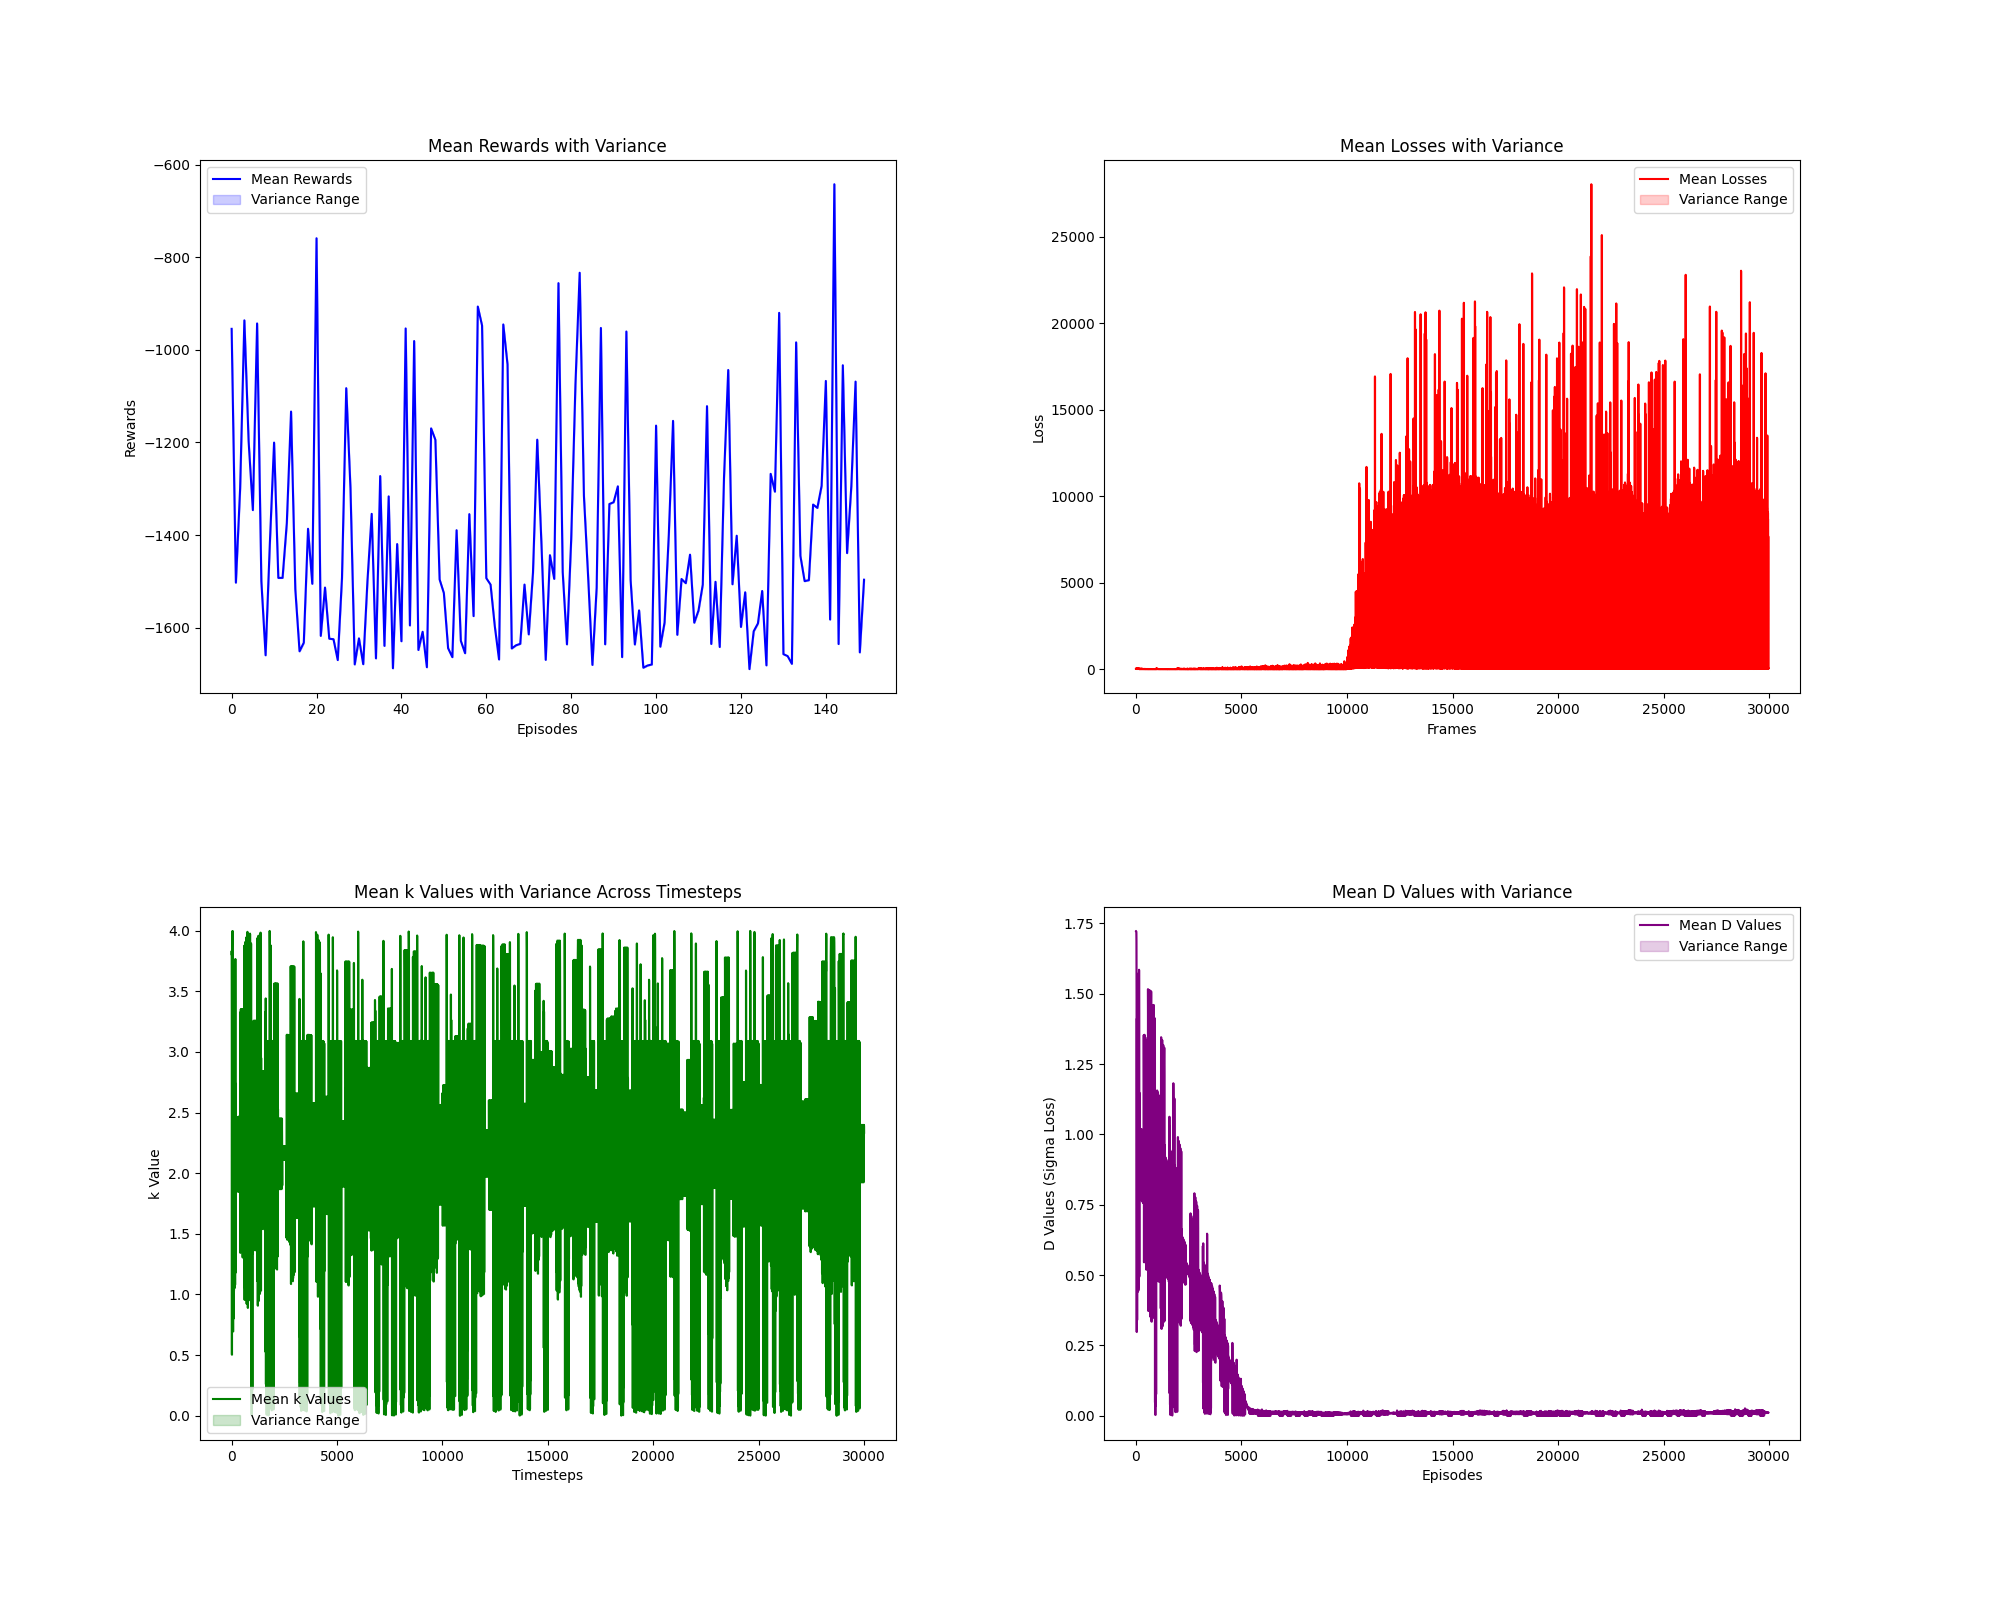 Mean Rewards with Variance
−600
−800
−1000
−1200
−1400
−1600
Rewards
Mean Rewards
Variance Range
0 20 40 60 80 100 120 140
Episodes
Mean Losses with Variance
25000
20000
15000
10000
5000
0
Loss
Mean Losses
Variance Range
0 5000 10000 15000 20000 25000 30000
Frames
Mean k Values with Variance Across Timesteps
4.0
3.5
3.0
2.5
2.0
1.5
1.0
0.5
0.0
k Value
Mean k Values
Variance Range
0 5000 10000 15000 20000 25000 30000
Timesteps
Mean D Values with Variance
1.75
1.50
1.25
1.00
0.75
0.50
0.25
0.00
D Values (Sigma Loss)
Mean D Values
Variance Range
0 5000 10000 15000 20000 25000 30000
Episodes